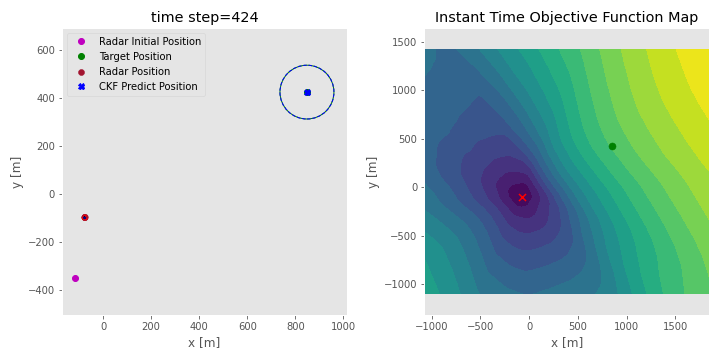 time step=424
Radar Initial Position
Target Position
Radar Position
CKF Predict Position
600
400
200
0
−200
−400
y [m]
0
200
400
600
800
1000
x [m]
Instant Time Objective Function Map
1500
1000
500
0
−500
−1000
y [m]
−1000
−500
0
500
1000
1500
x [m]